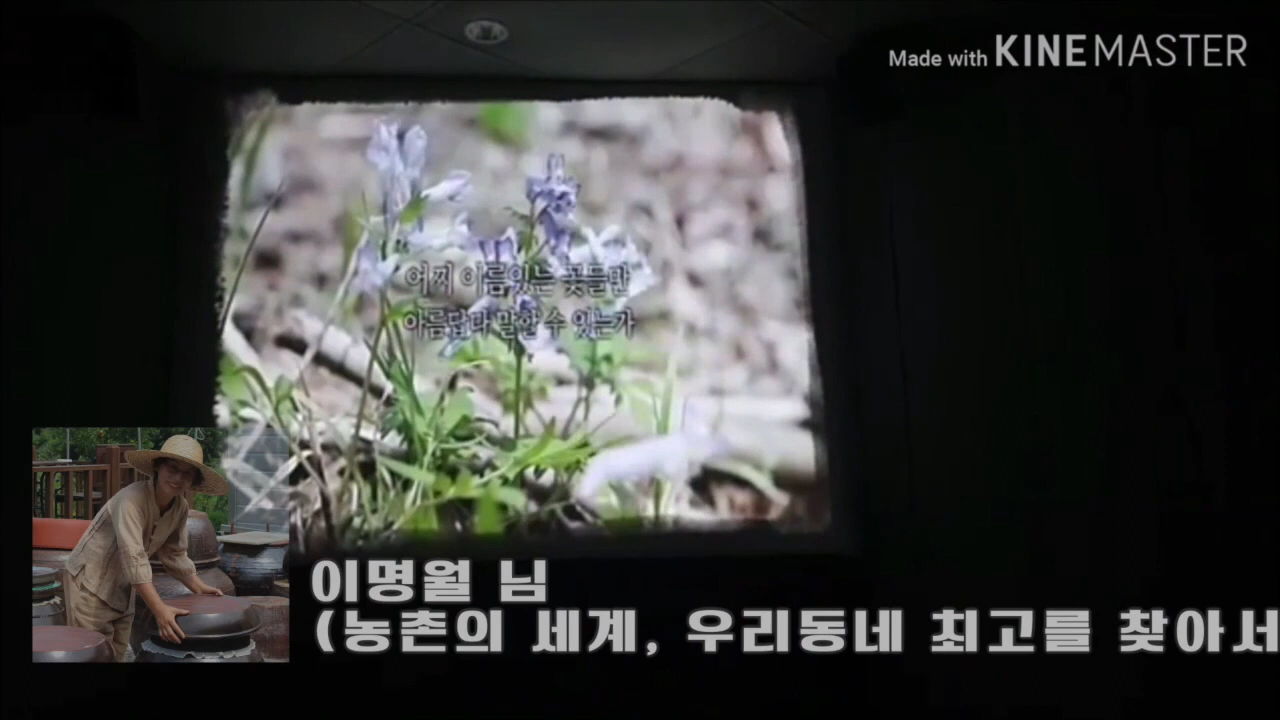 Made with KINEMASTER
어찌 이름있는 꽃들만
아름답다 말할 수 있는가
이명월 님
(농촌의 세계, 우리동네 최고를 찾아서